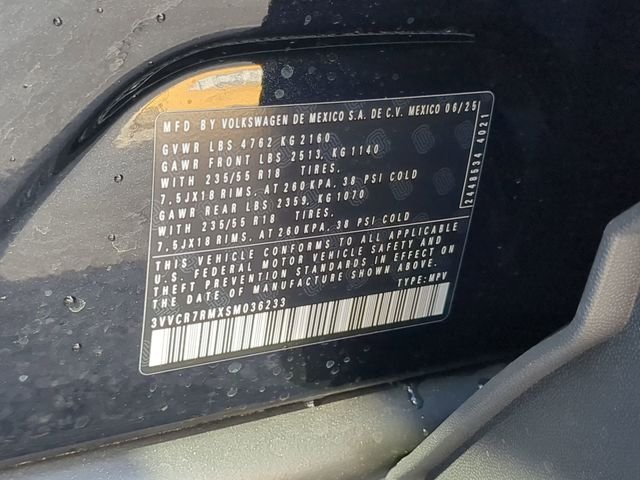 MFD BY VOLKSWAGEN DE MEXICO S.A. DE C.V. MEXICO 06/25
GVWR LBS 4762 KG 2160
GAWR FRONT LBS 2513, KG 1140
WITH 235/55 R18 TIRES.
7.5JX18 RIMS. AT 260 KPA, 38 PSI COLD
GAWR REAR LBS 2359, KG 1070
WITH 235/55 R18 TIRES.
7.5JX18 RIMS. AT 260 KPA, 38 PSI COLD
THIS VEHICLE CONFORMS TO ALL APPLICABLE
U.S. FEDERAL MOTOR VEHICLE SAFETY AND
THEFT PREVENTION STANDARDS IN EFFECT ON
THE DATE OF MANUFACTURE SHOWN ABOVE.
TYPE: MPV
3VVCR7RMXSM036233
2448534 4021